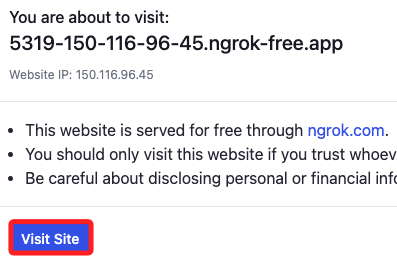 You are about to visit:
5319-150-116-96-45.ngrok-free.app
Website IP: 150.116.96.45
This website is served for free through ngrok.com.
You should only visit this website if you trust whoev
Be careful about disclosing personal or financial info
Visit Site